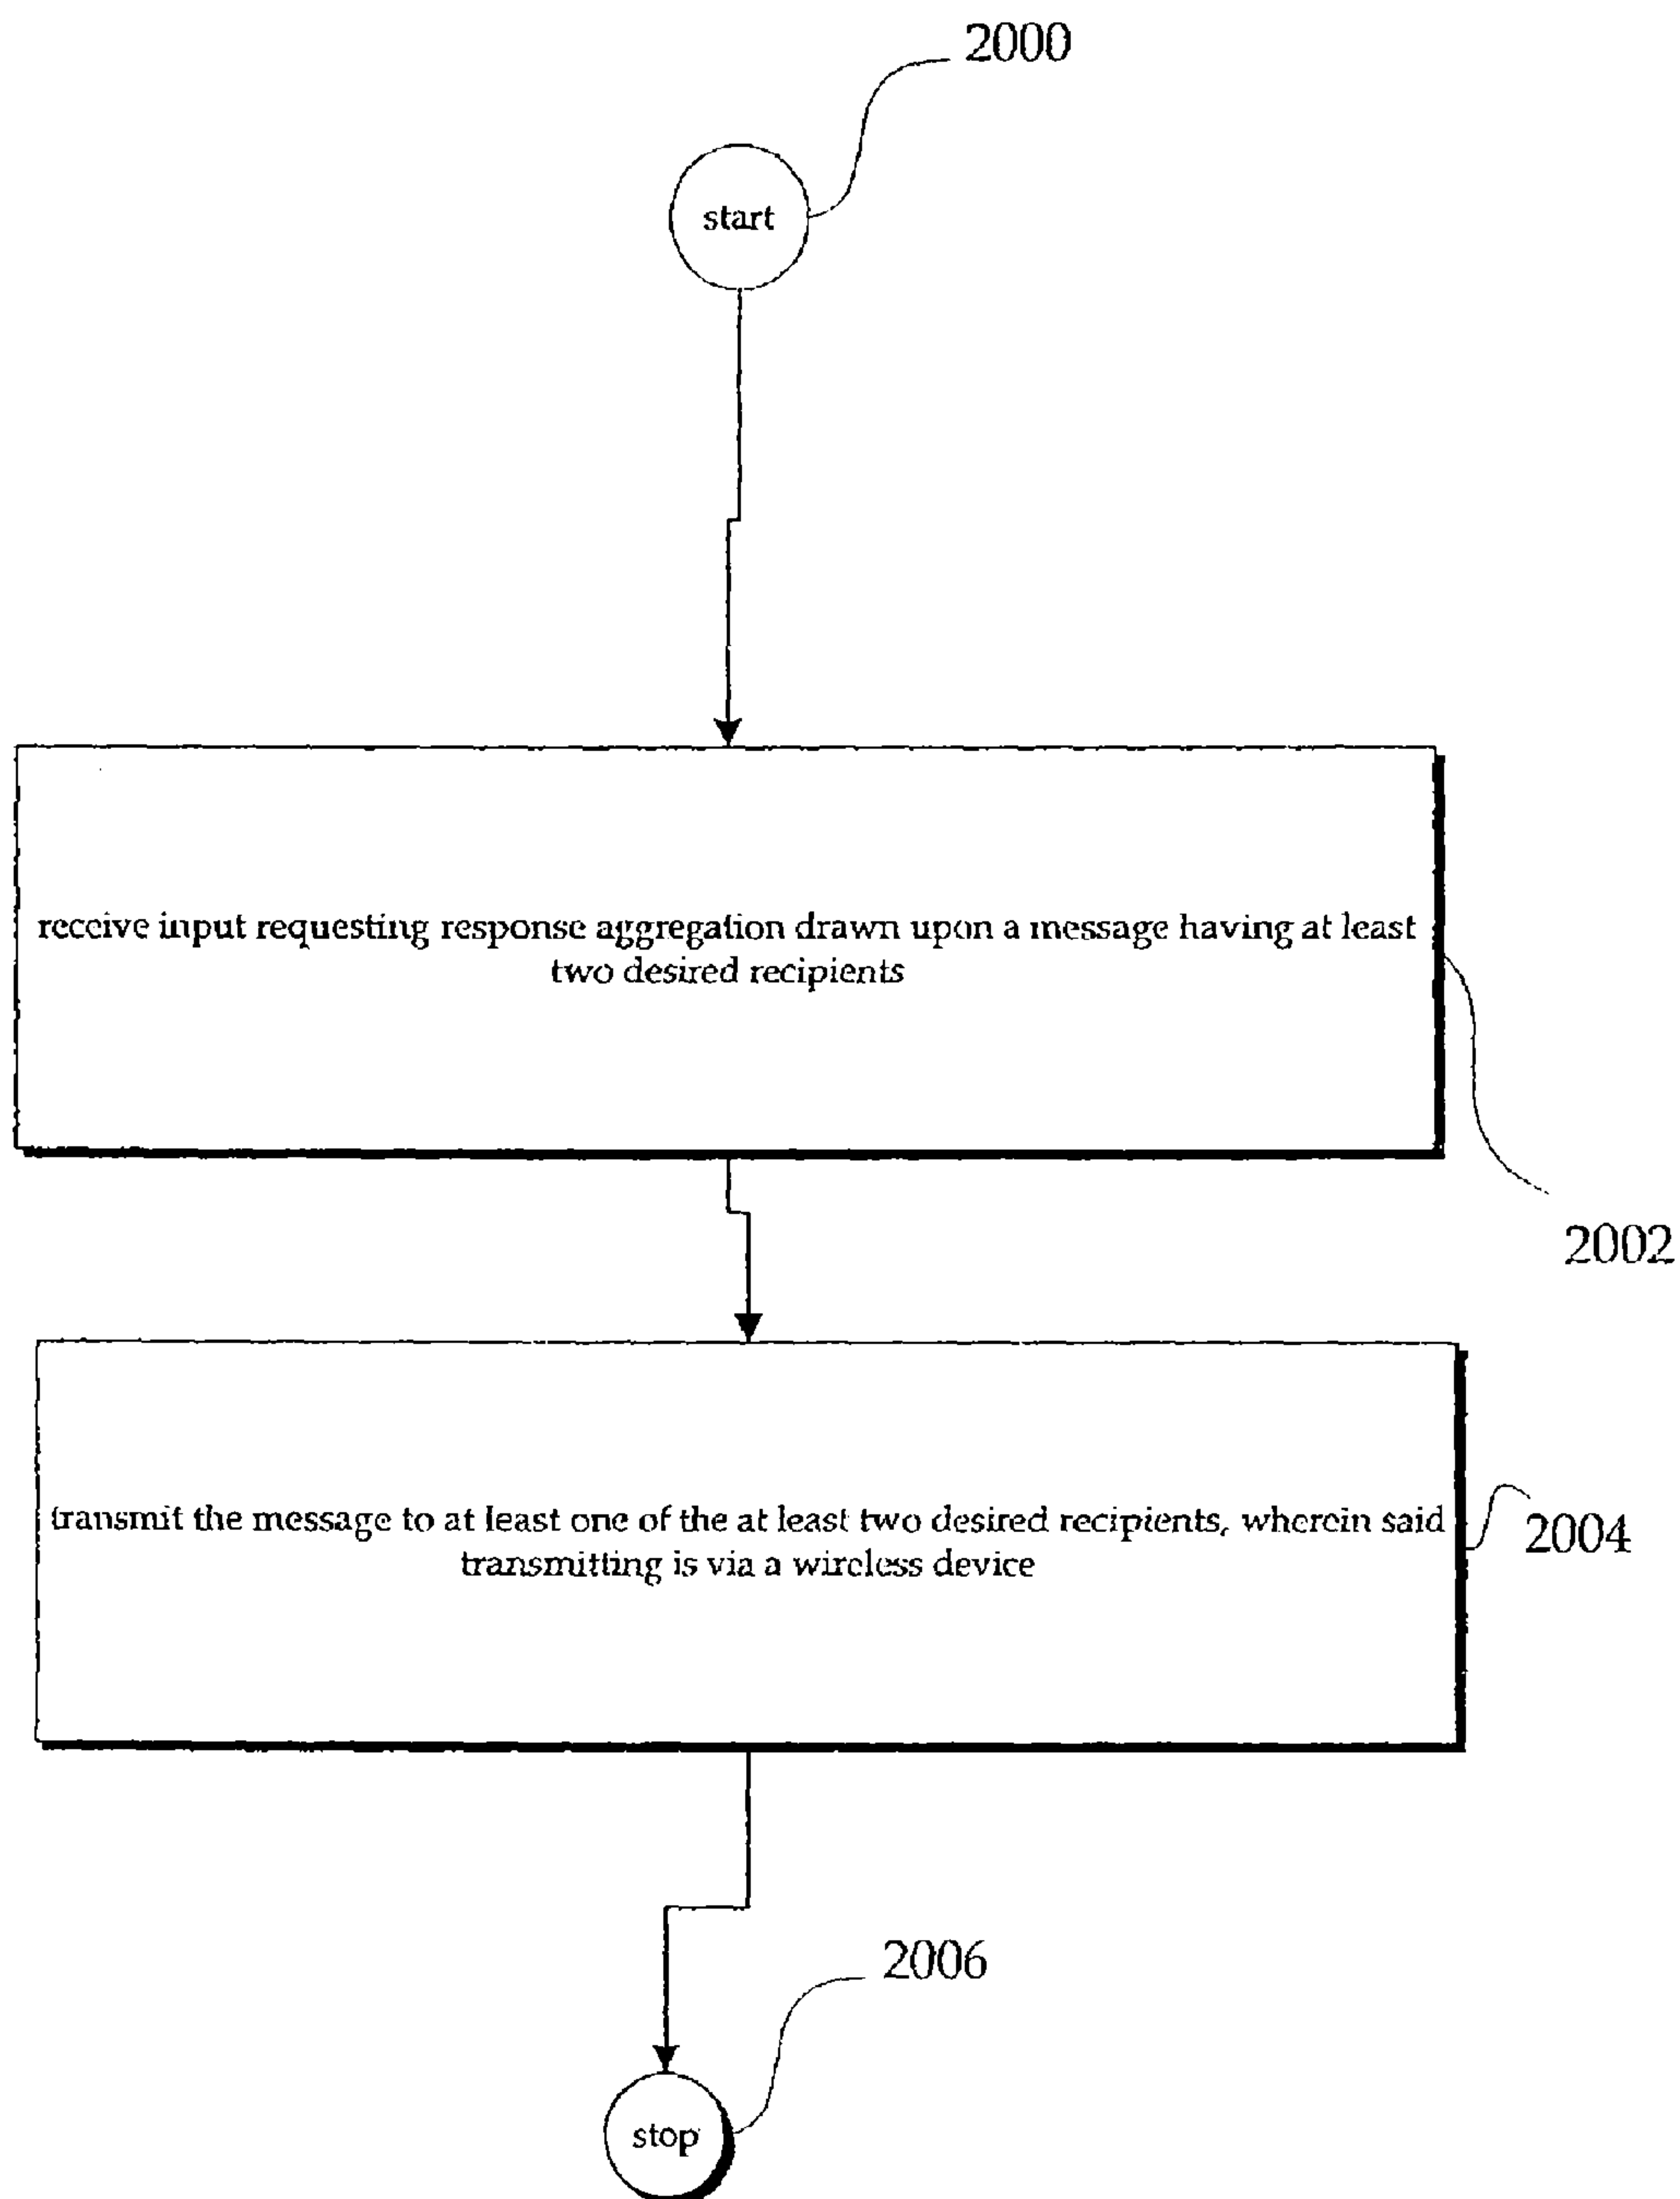 2000
start
receive input requesting response aggregation drawn upon a message having at least
two desired recipients
2002
transmit the message to at least one of the at least two desired recipients, wherein said
transmitting is via a wireless device
2004
2006
stop